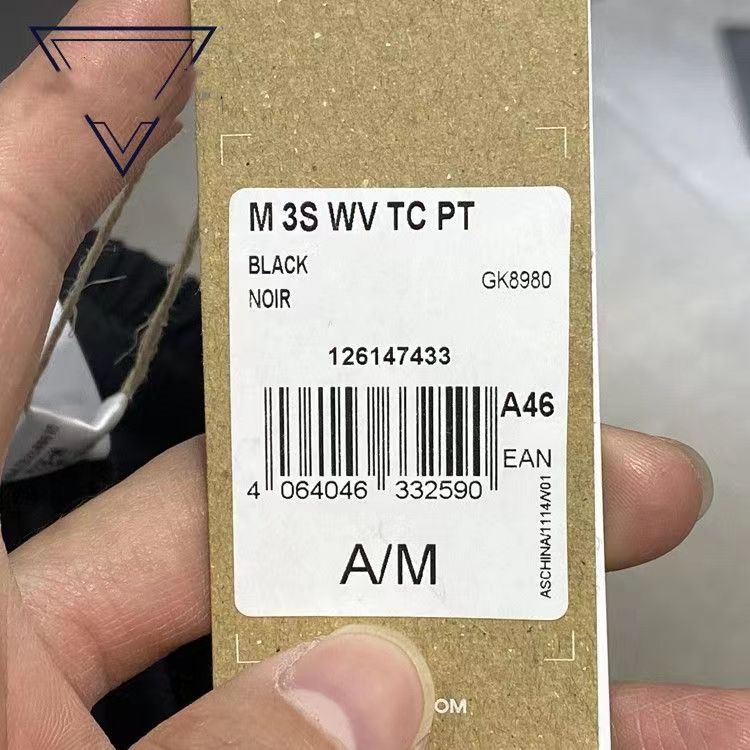 M 3S WV TC PT
BLACK
GK8980
NOIR
126147433
A46
EAN
4 064046 332590
ASCHINA/1114/V01
A/M
OM